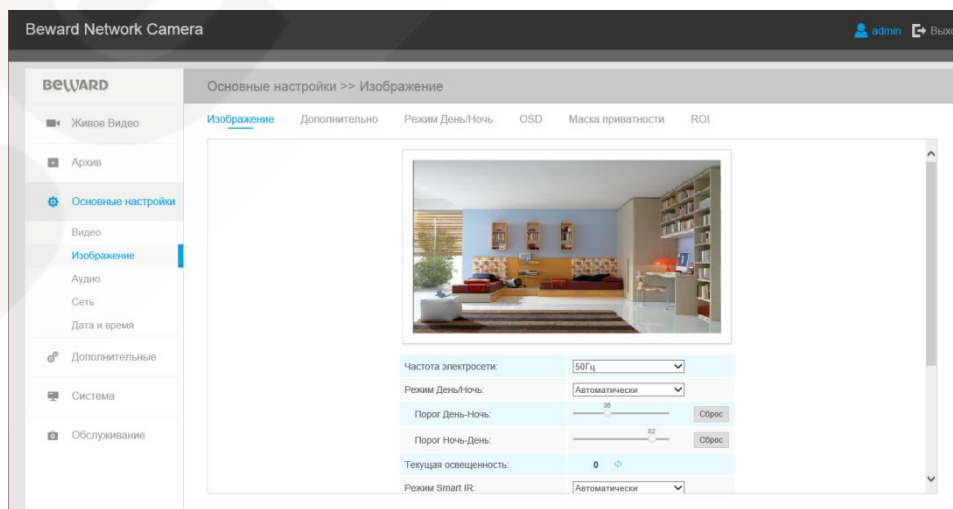 Beward Network Camera
admin
Выхо
BEWARD
Основные настройки >> Изображение
Живое Видео
Архив
Основные настройки
Видео
Изображение
Аудио
Сеть
Дата и время
Дополнительные
Система
Обслуживание
Изображение Дополнительно Режим День/Ночь OSD Маска приватности ROI
Частота электросети: 50Гц
Режим День/Ночь: Автоматически
Порог День-Ночь: 36 Сброс
Порог Ночь-День: 82 Сброс
Текущая освещенность: 0
Режим Smart IR: Автоматически